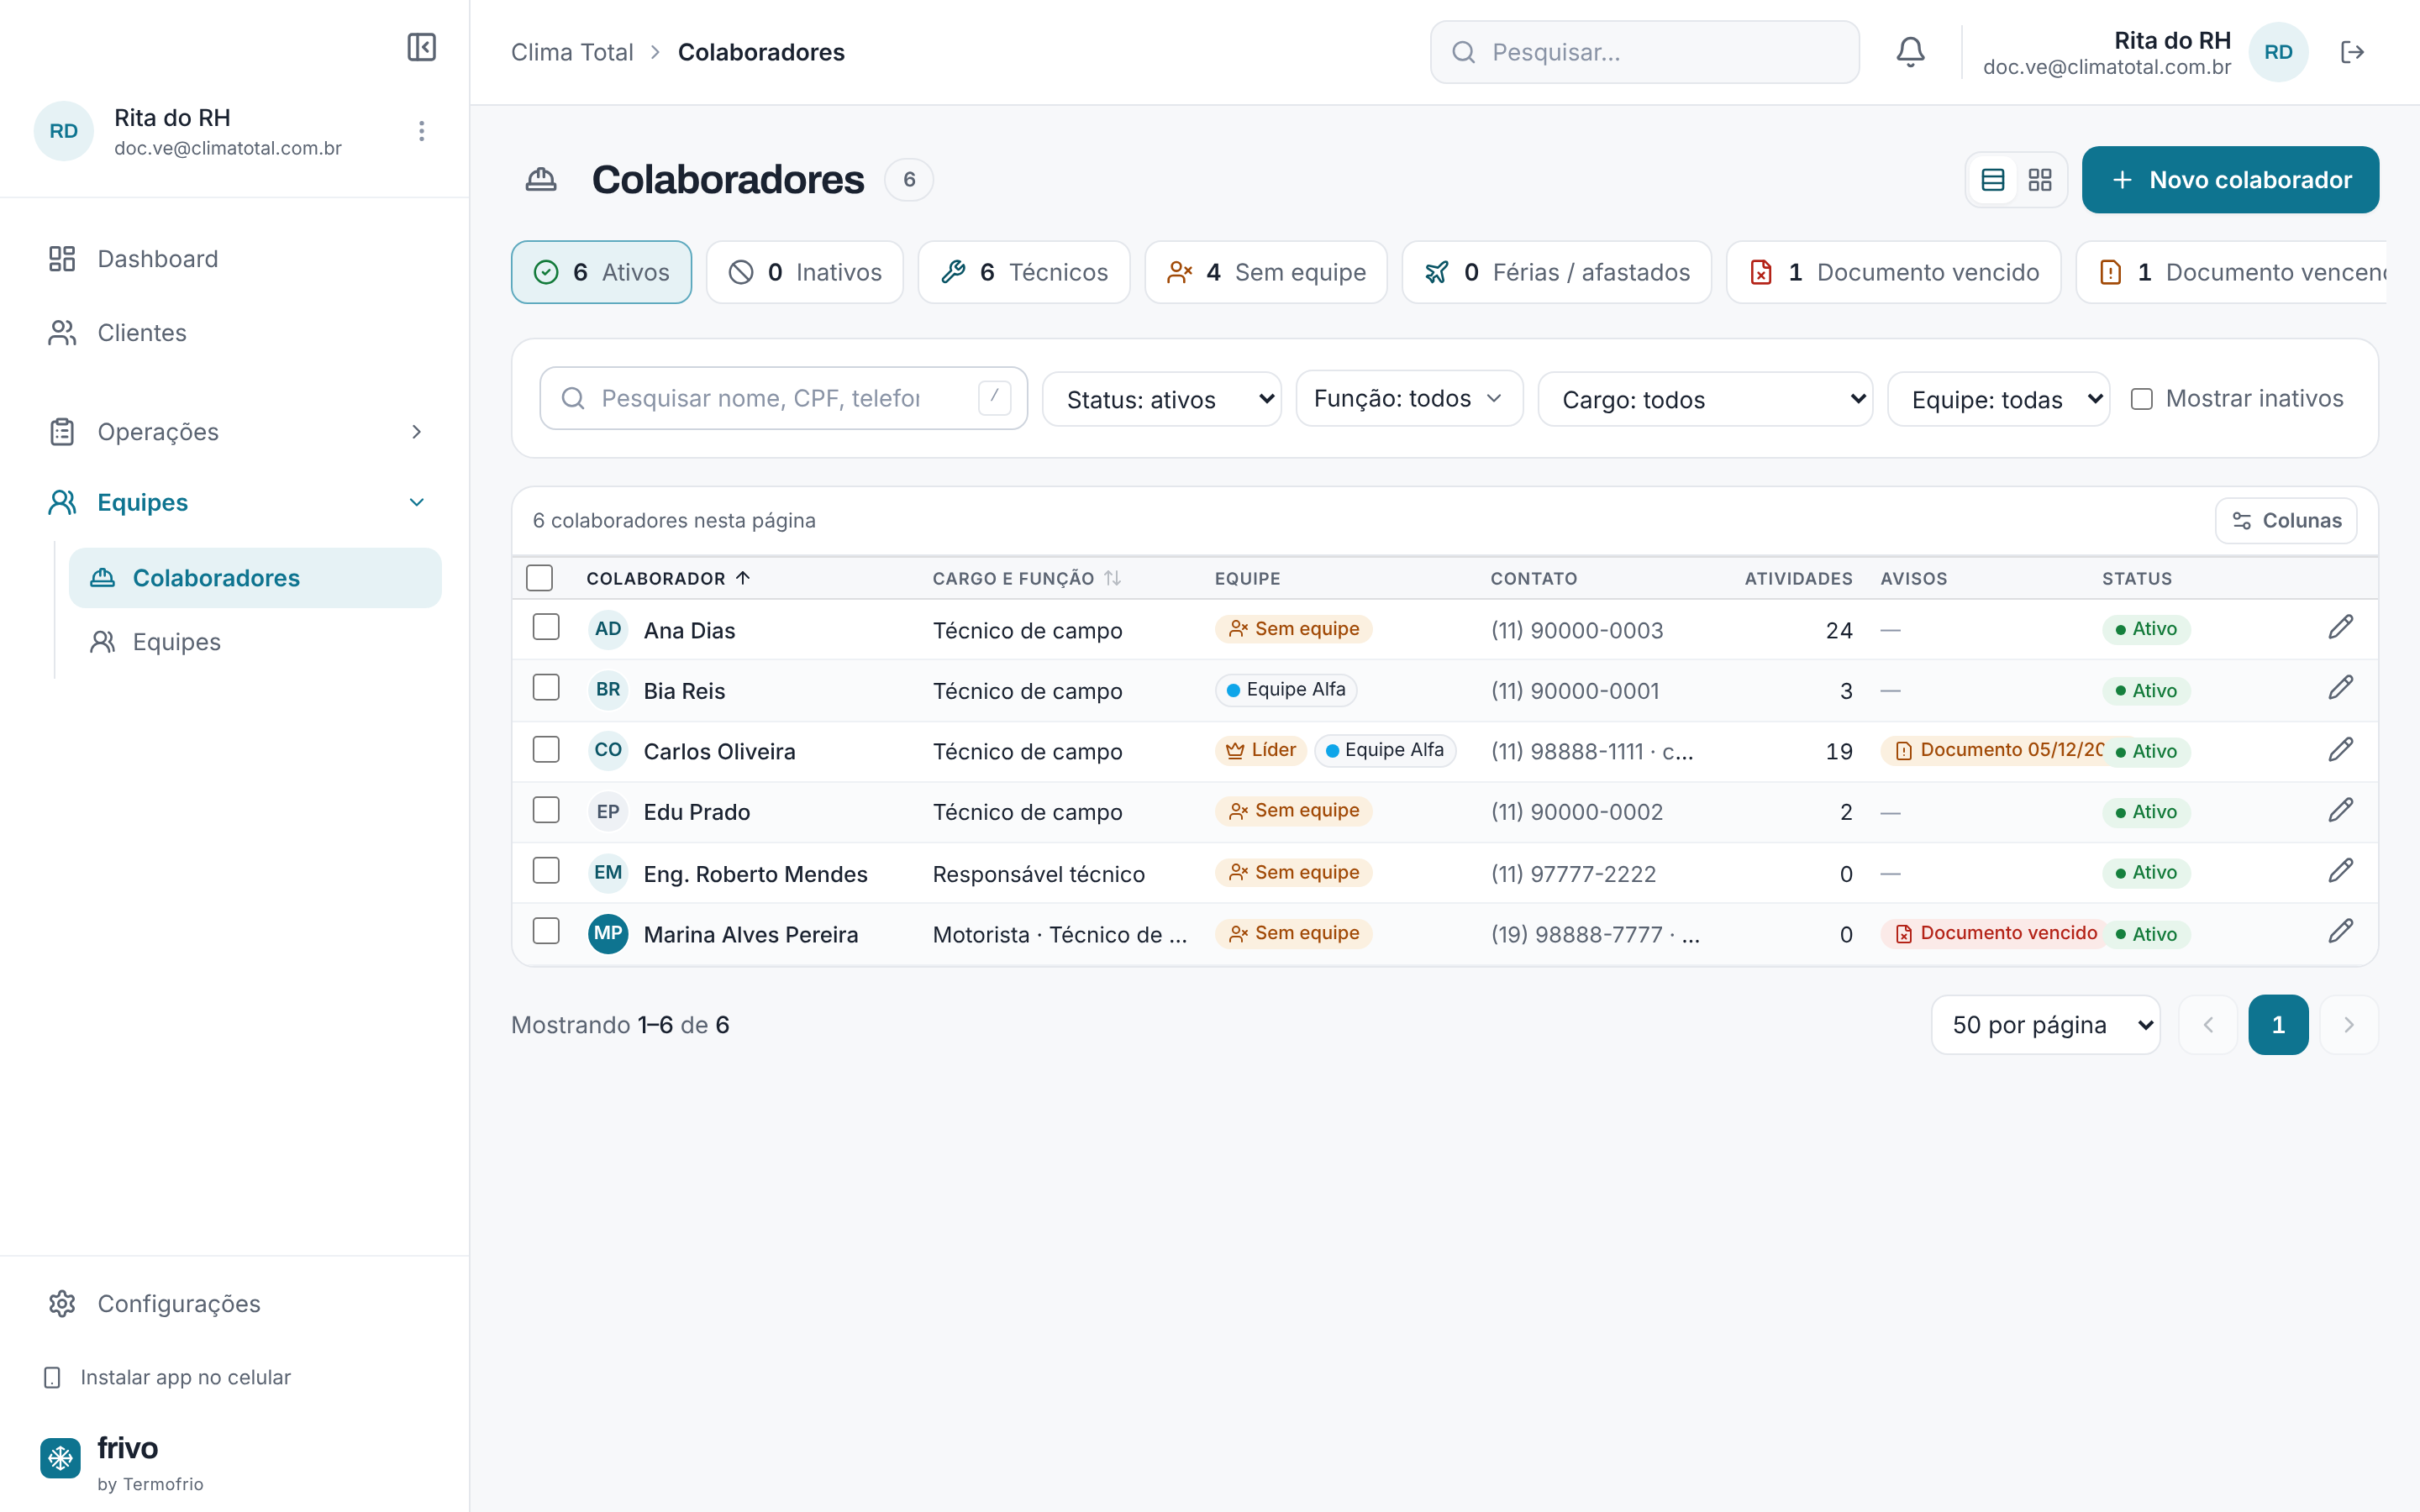 Clima Total > Colaboradores
Pesquisar...
Rita do RH
doc.ve@climatotal.com.br
RD
RD
Rita do RH
doc.ve@climatotal.com.br
Dashboard
Clientes
Operações
Equipes
Colaboradores
Equipes
Configurações
Instalar app no celular
frivo
by Termofrio
Colaboradores 6
Novo colaborador
6 Ativos
0 Inativos
6 Técnicos
4 Sem equipe
0 Férias / afastados
1 Documento vencido
1 Documento vencen
Pesquisar nome, CPF, telefo /
Status: ativos
Função: todos
Cargo: todos
Equipe: todas
Mostrar inativos
6 colaboradores nesta página
Colunas
COLABORADOR CARGO E FUNÇÃO EQUIPE CONTATO ATIVIDADES AVISOS STATUS
AD Ana Dias Técnico de campo Sem equipe (11) 90000-0003 24 — Ativo
BR Bia Reis Técnico de campo Equipe Alfa (11) 90000-0001 3 — Ativo
CO Carlos Oliveira Técnico de campo Líder Equipe Alfa (11) 98888-1111 · c... 19 Documento 05/12/20 Ativo
EP Edu Prado Técnico de campo Sem equipe (11) 90000-0002 2 — Ativo
EM Eng. Roberto Mendes Responsável técnico Sem equipe (11) 97777-2222 0 — Ativo
MP Marina Alves Pereira Motorista · Técnico de ... Sem equipe (19) 98888-7777 · ... 0 Documento vencido Ativo
Mostrando 1–6 de 6
50 por página
1